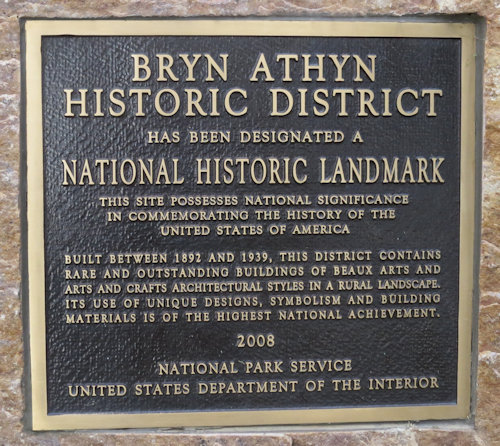 BRYN ATHYN
HISTORIC DISTRICT
HAS BEEN DESIGNATED A
NATIONAL HISTORIC LANDMARK
THIS SITE POSSESSES NATIONAL SIGNIFICANCE
IN COMMEMORATING THE HISTORY OF THE
UNITED STATES OF AMERICA
BUILT BETWEEN 1892 AND 1939, THIS DISTRICT CONTAINS
RARE AND OUTSTANDING BUILDINGS OF BEAUX ARTS AND
ARTS AND CRAFTS ARCHITECTURAL STYLES IN A RURAL LANDSCAPE.
ITS USE OF UNIQUE DESIGNS, SYMBOLISM AND BUILDING
MATERIALS IS OF THE HIGHEST NATIONAL ACHIEVEMENT.
2008
NATIONAL PARK SERVICE
UNITED STATES DEPARTMENT OF THE INTERIOR